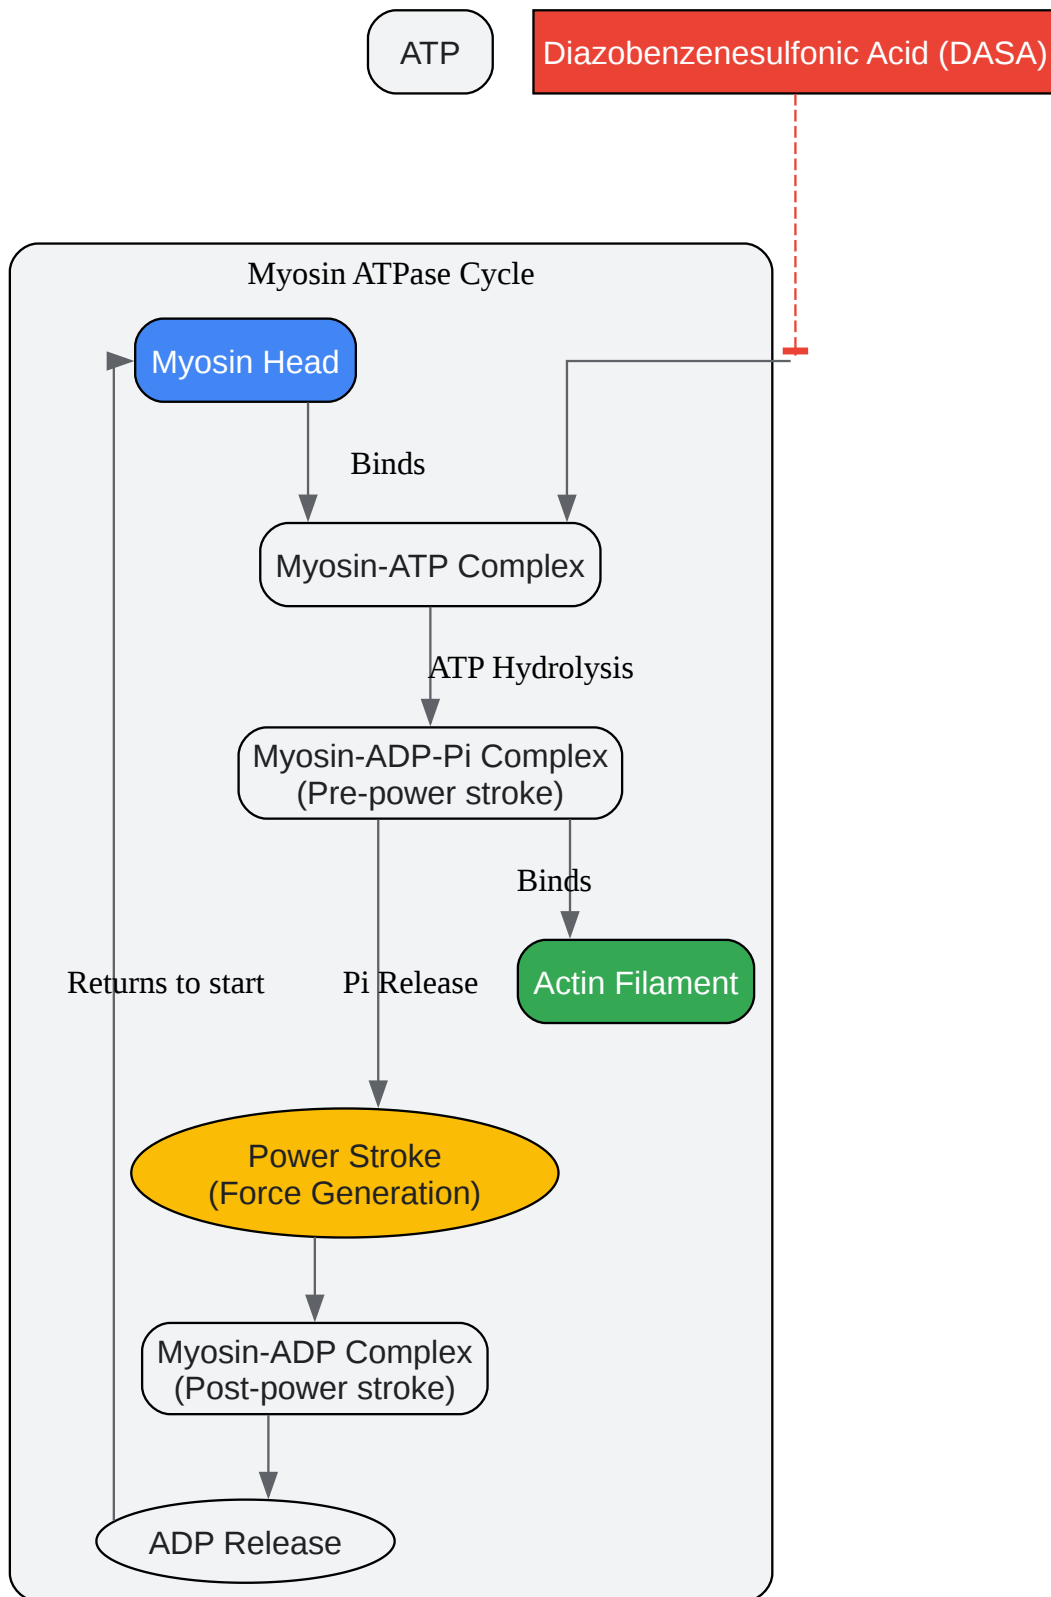 ATP
Diazobenzenesulfonic Acid (DASA)
Myosin ATPase Cycle
Myosin Head
Binds
Myosin-ATP Complex
ATP Hydrolysis
Myosin-ADP-Pi Complex
(Pre-power stroke)
Binds
Returns to start
Pi Release
Actin Filament
Power Stroke
(Force Generation)
Myosin-ADP Complex
(Post-power stroke)
ADP Release